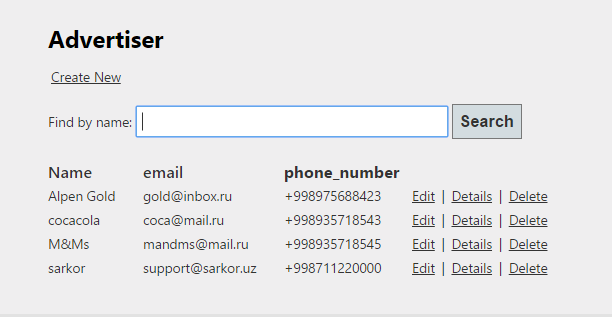 Advertiser
Create New
Find by name: Search
Name email phone_number
Alpen Gold gold@inbox.ru +998975688423 Edit | Details | Delete
cocacola coca@mail.ru +998935718543 Edit | Details | Delete
M&Ms mandms@mail.ru +998935718545 Edit | Details | Delete
sarkor support@sarkor.uz +998711220000 Edit | Details | Delete